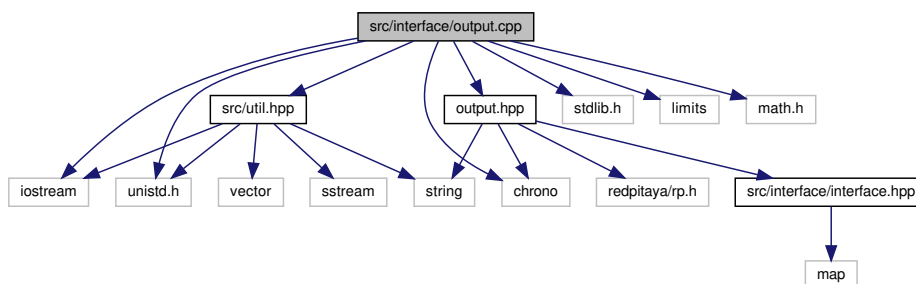 src/interface/output.cpp
src/util.hpp
output.hpp
stdlib.h
limits
math.h
iostream
unistd.h
vector
sstream
string
chrono
redpitaya/rp.h
src/interface/interface.hpp
map